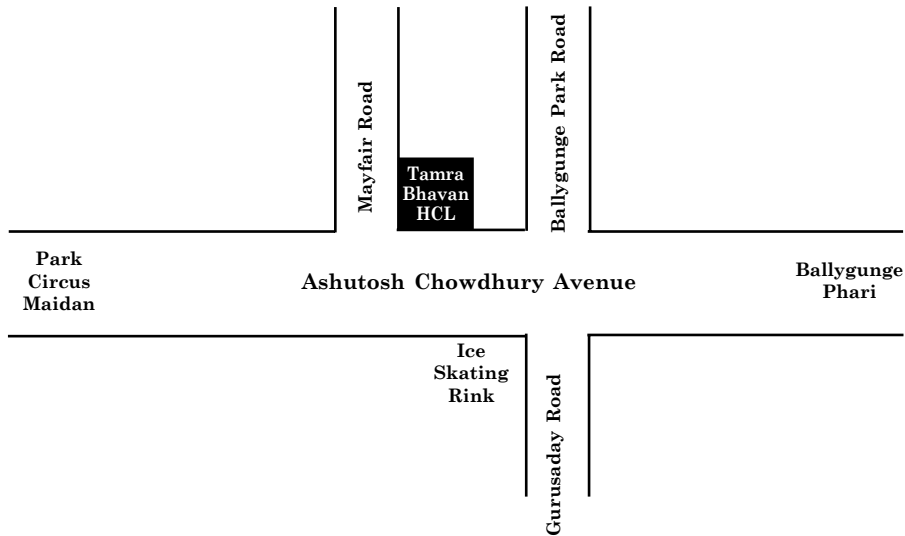 Mayfair Road
Ballygunge Park Road
Tamra
Bhavan
HCL
Park
Circus
Maidan
Ashutosh Chowdhury Avenue
Ballygunge
Phari
Ice
Skating
Rink
Gurusaday Road